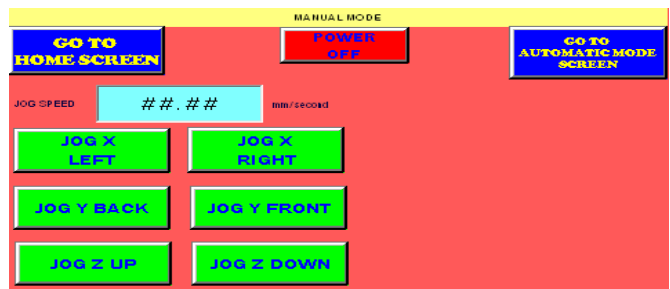 MANUAL MODE
GO TO
HOME SCREEN
POWER
OFF
GO TO
AUTOMATIC MODE
SCREEN
JOG SPEED ##.## mm/second
JOG X
LEFT
JOG X
RIGHT
JOG Y BACK
JOG Y FRONT
JOG Z UP
JOG Z DOWN